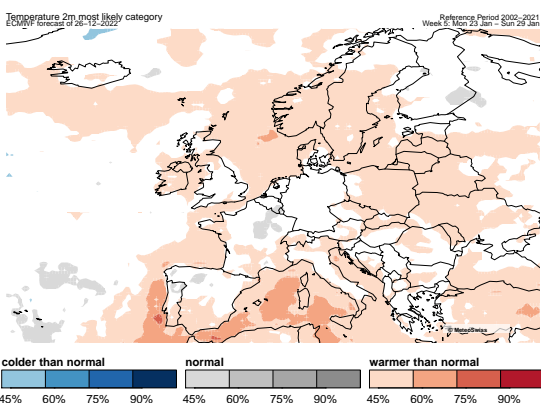 Temperature 2m most likely category
ECMWF forecast of 26–12–2022
Reference Period 2002–2021
Week 5: Mon 23 Jan – Sun 29 Jan
© MeteoSwiss
colder than normal
normal
warmer than normal
45% 60% 75% 90%
45% 60% 75% 90%
45% 60% 75% 90%